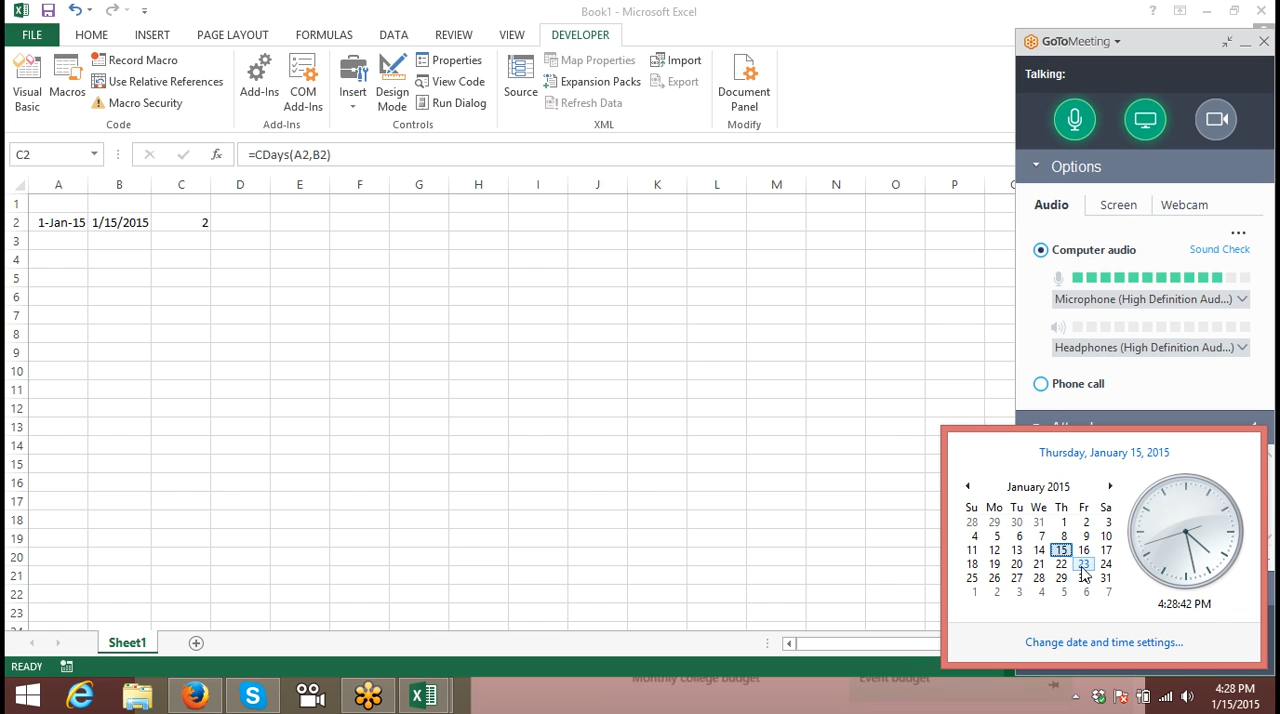 Book1 - Microsoft Excel
FILE HOME INSERT PAGE LAYOUT FORMULAS DATA REVIEW VIEW DEVELOPER
Visual Basic
Macros
Record Macro
Use Relative References
Macro Security
Code
Add-Ins
COM Add-Ins
Add-Ins
Insert
Design Mode
Properties
View Code
Run Dialog
Controls
Source
Map Properties
Expansion Packs
Refresh Data
Import
Export
XML
Document Panel
Modify
C2
fx
=CDays(A2,B2)
A B C D E F G H I J K L M N O P
1
2 1-Jan-15 1/15/2015 2
3
4
5
6
7
8
9
10
11
12
13
14
15
16
17
18
19
20
21
22
23
Sheet1
READY
GoToMeeting
Talking:
Options
Audio Screen Webcam
Computer audio Sound Check
Microphone (High Definition Aud...)
Headphones (High Definition Aud...)
Phone call
Thursday, January 15, 2015
January 2015
Su Mo Tu We Th Fr Sa
28 29 30 31 1 2 3
4 5 6 7 8 9 10
11 12 13 14 15 16 17
18 19 20 21 22 23 24
25 26 27 28 29 31
1 2 3 4 5 6 7
4:28:42 PM
Change date and time settings...
Monthly college budget
Event budget
4:28 PM
1/15/2015